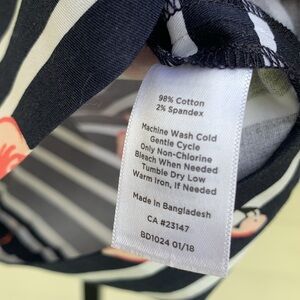 98% Cotton
2% Spandex
Machine Wash Cold
Gentle Cycle
Only Non-Chlorine
Bleach When Needed
Tumble Dry Low
Warm Iron, If Needed
Made In Bangladesh
CA #23147
BD1024 01/18